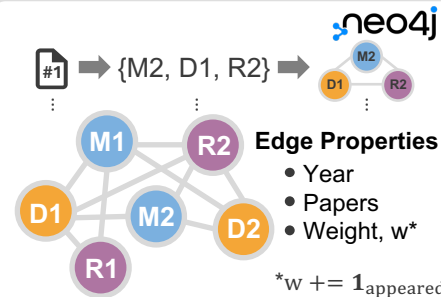 neo4j
#1
{M2, D1, R2}
M2
D1
R2
⋮
⋮
⋮
M1
R2
Edge Properties
• Year
D1
M2
D2
• Papers
• Weight, w*
R1
*w += 1appeared